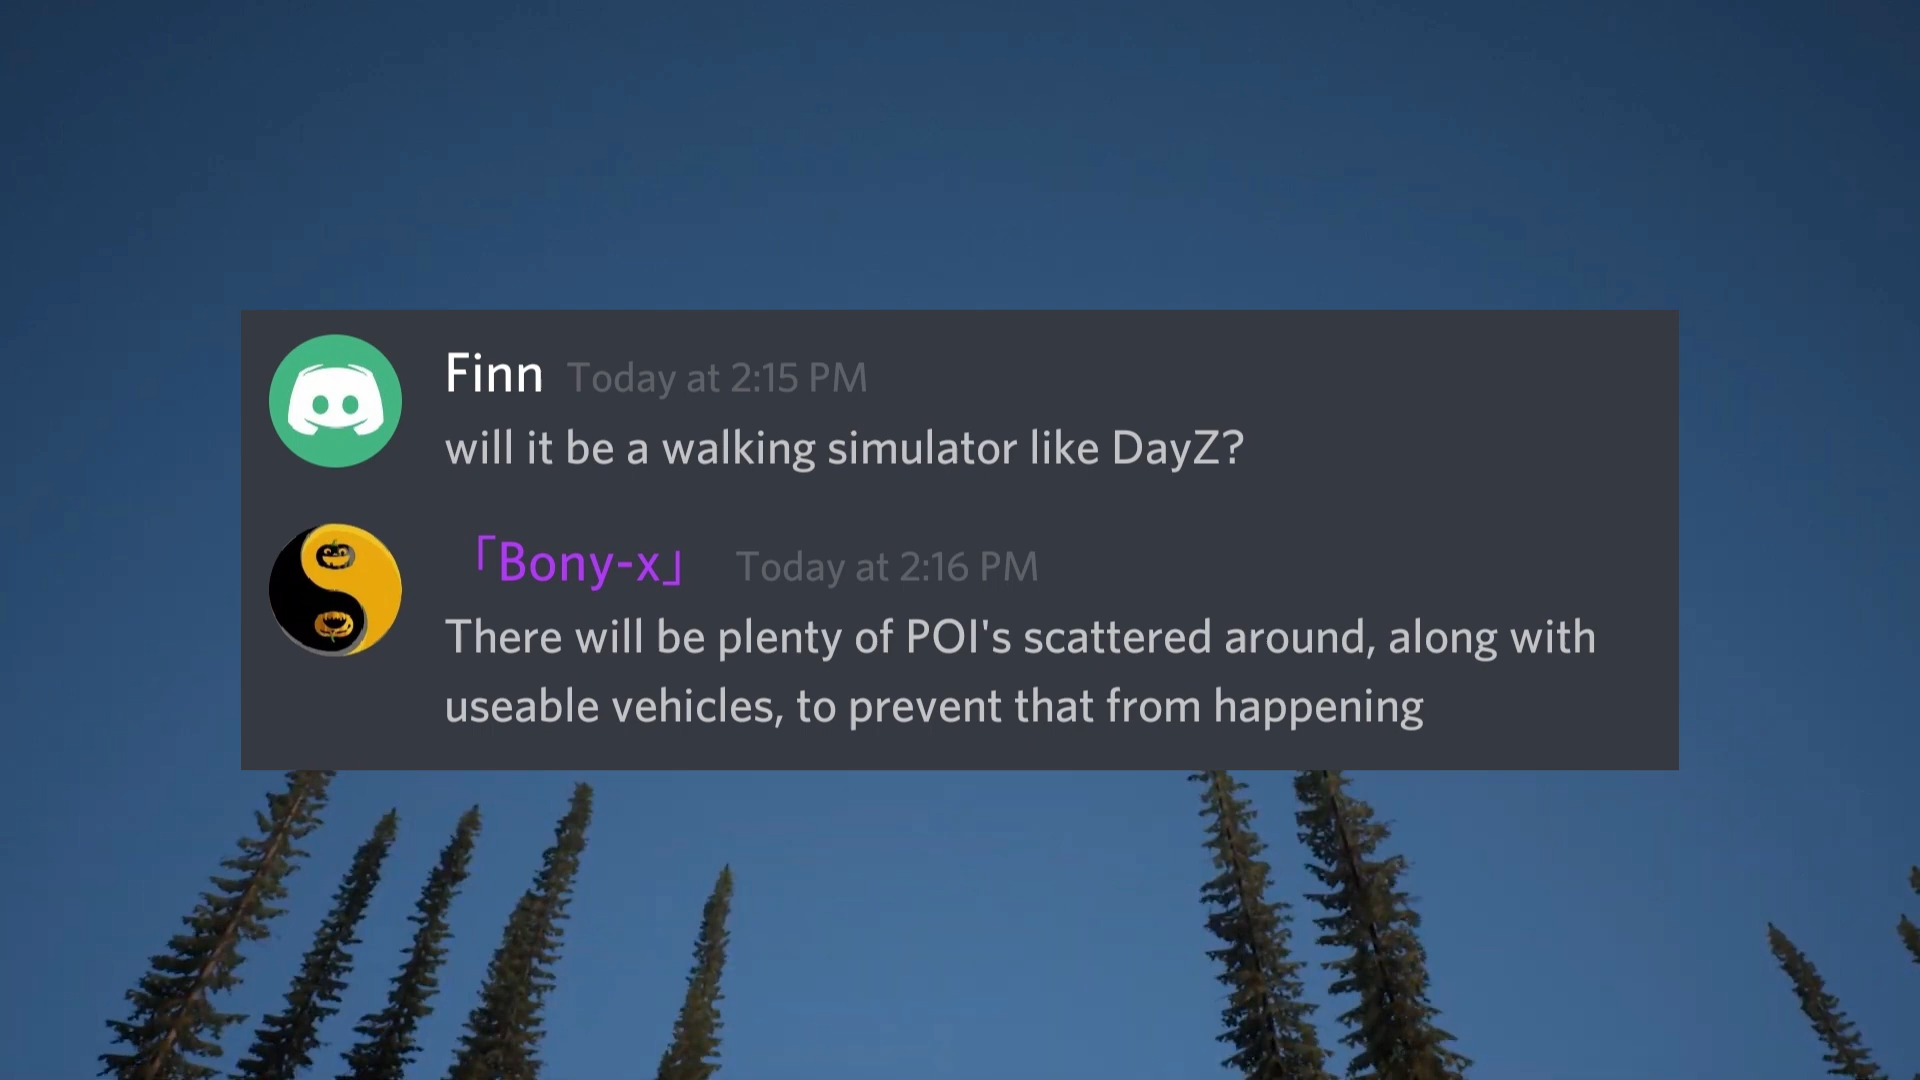 Finn Today at 2:15 PM
will it be a walking simulator like DayZ?
「Bony-x」 Today at 2:16 PM
There will be plenty of POI's scattered around, along with
useable vehicles, to prevent that from happening